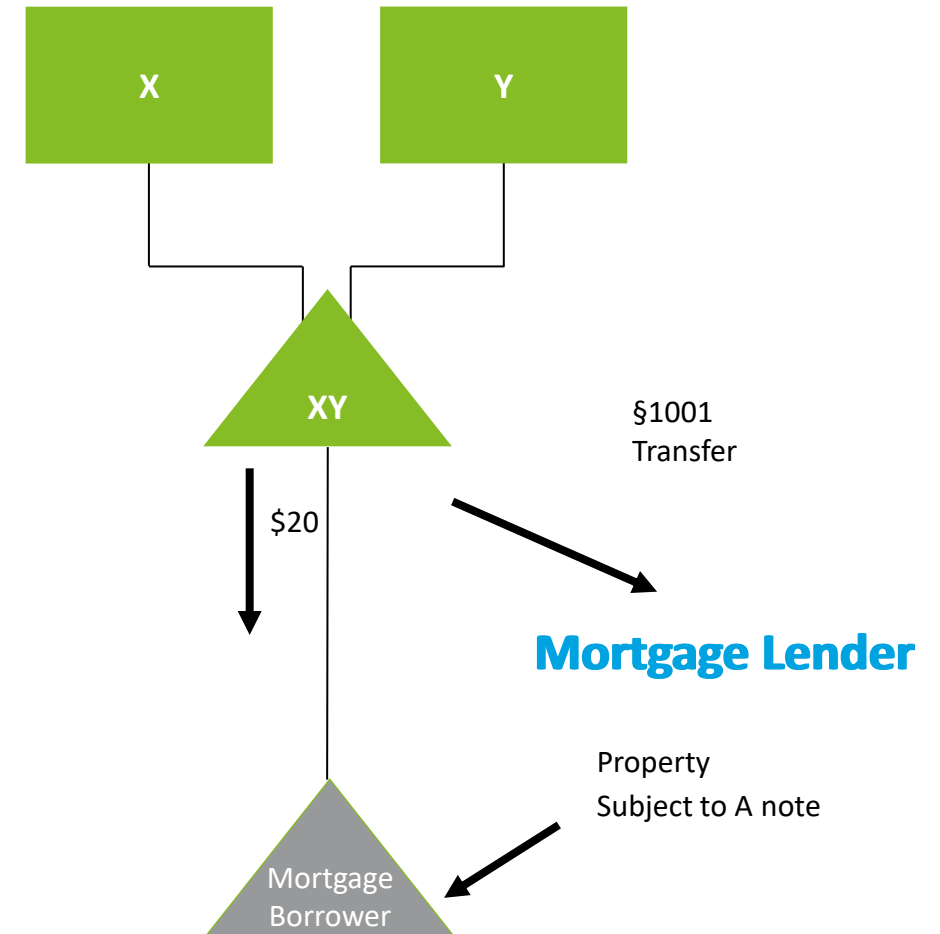 X
Y
XY
§1001
Transfer
$20
Mortgage Lender
Property
Subject to A note
Mortgage
Borrower